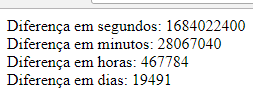 Diferença em segundos: 1684022400
Diferença em minutos: 28067040
Diferença em horas: 467784
Diferença em dias: 19491